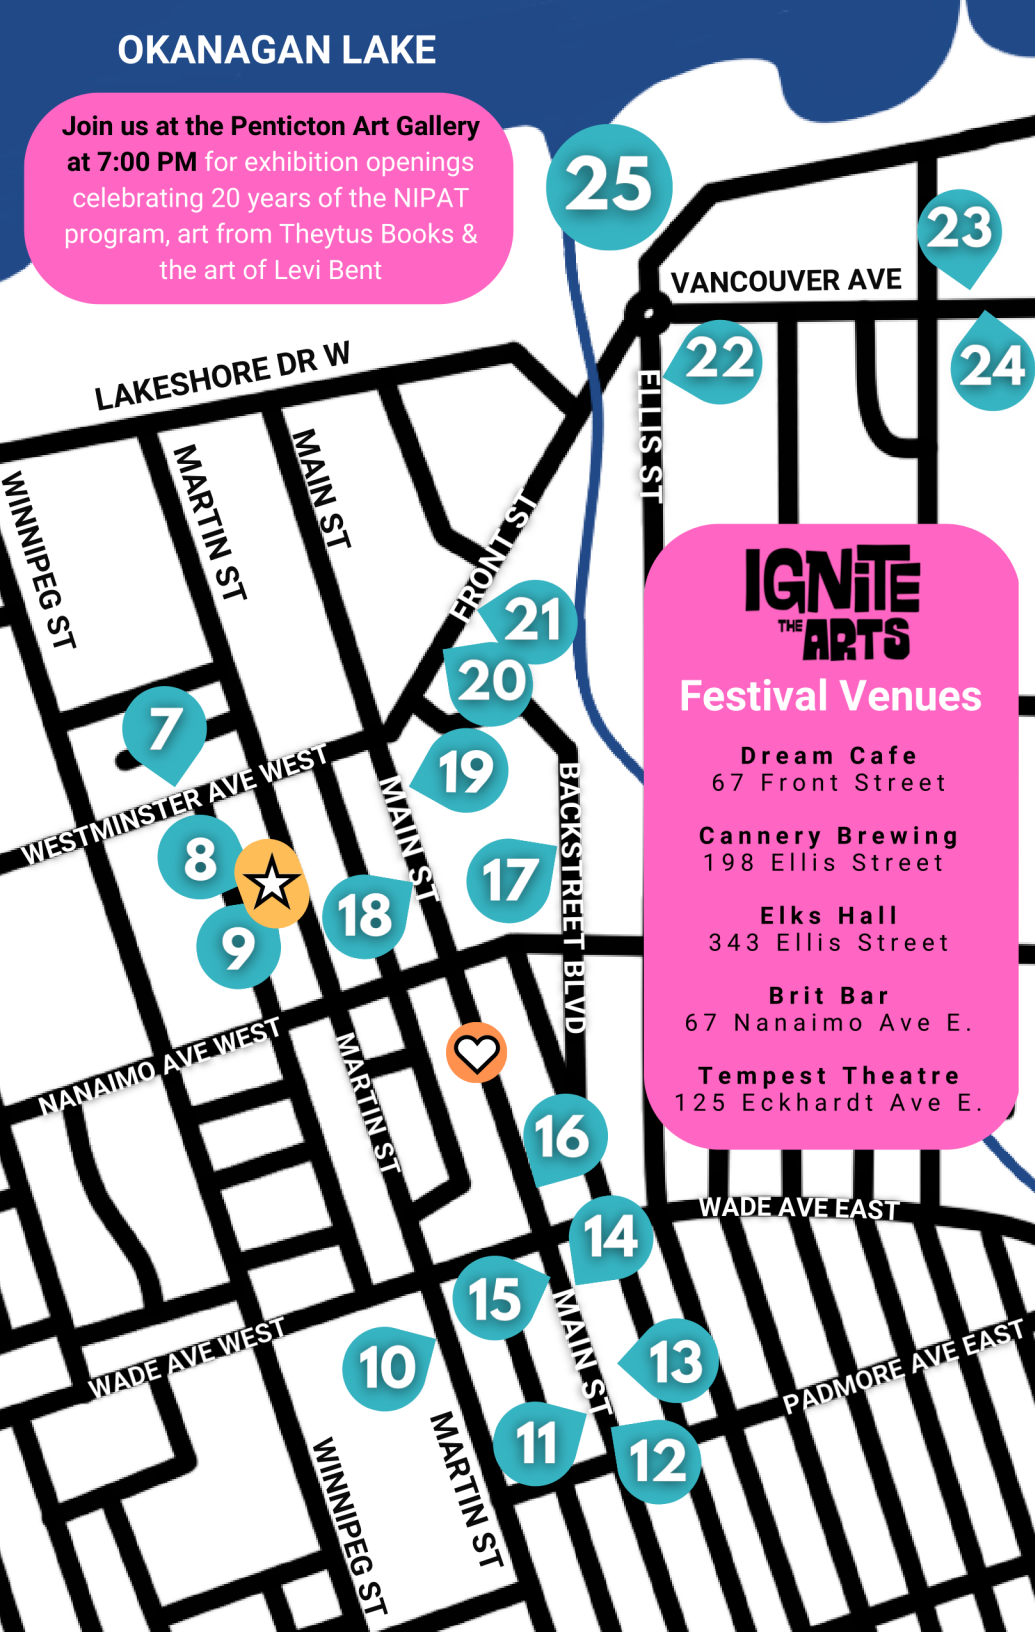 OKANAGAN LAKE
Join us at the Penticton Art Gallery
at 7:00 PM for exhibition openings
celebrating 20 years of the NIPAT
program, art from Theytus Books &
the art of Levi Bent
25
23
VANCOUVER AVE
22
24
LAKESHORE DR W
ELLIS ST
WINNIPEG ST
MARTIN ST
MAIN ST
FRONT ST
21
20
7
19
WESTMINSTER AVE WEST
MAIN ST
BACKSTREET BLVD
8
18
17
9
IGNiTE
THE ARTS
Festival Venues
Dream Cafe
67 Front Street
Cannery Brewing
198 Ellis Street
Elks Hall
343 Ellis Street
Brit Bar
67 Nanaimo Ave E.
Tempest Theatre
125 Eckhardt Ave E.
NANAIMO AVE WEST
MARTIN ST
16
WADE AVE EAST
14
15
MAIN ST
WADE AVE WEST
10
13
PADMORE AVE EAST
11
12
MARTIN ST
WINNIPEG ST